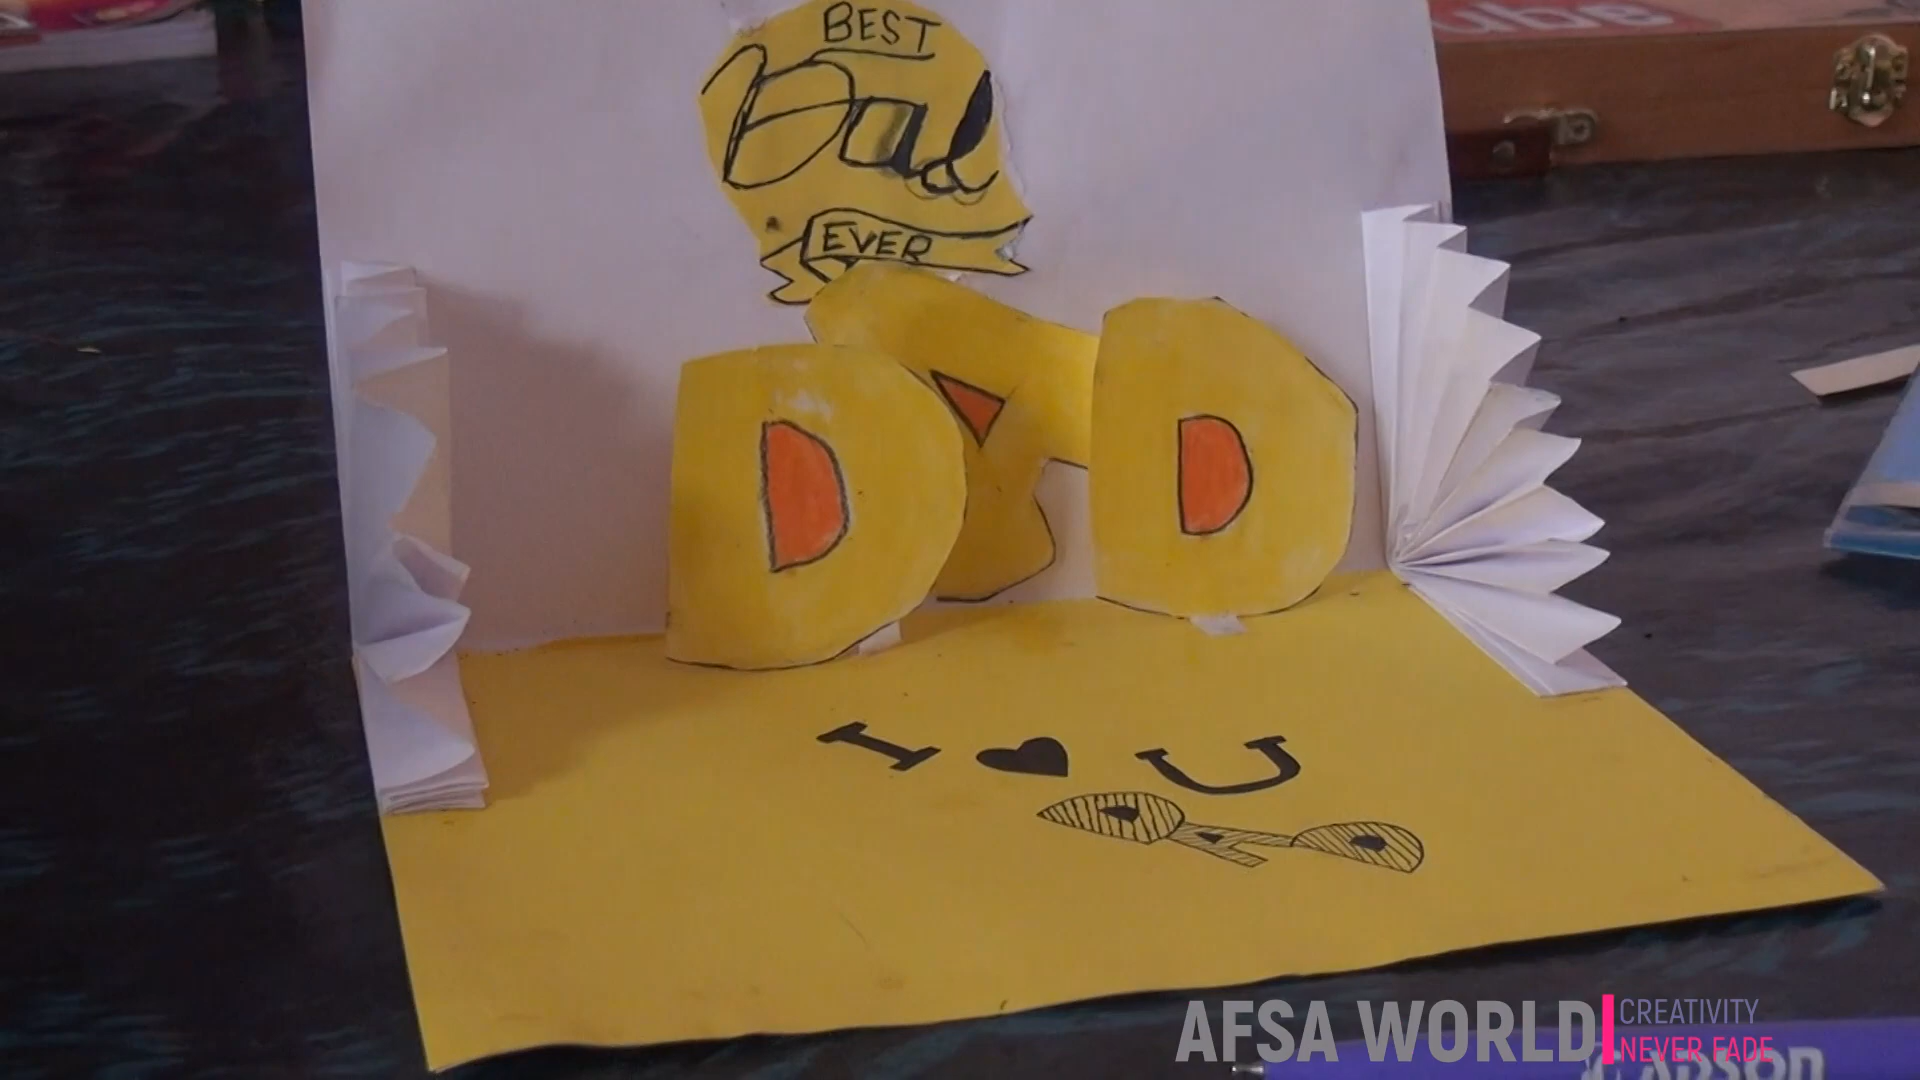 BEST
Dad
EVER
DAD
I ♥ U
DAD
AFSA WORLD
CREATIVITY
NEVER FADE